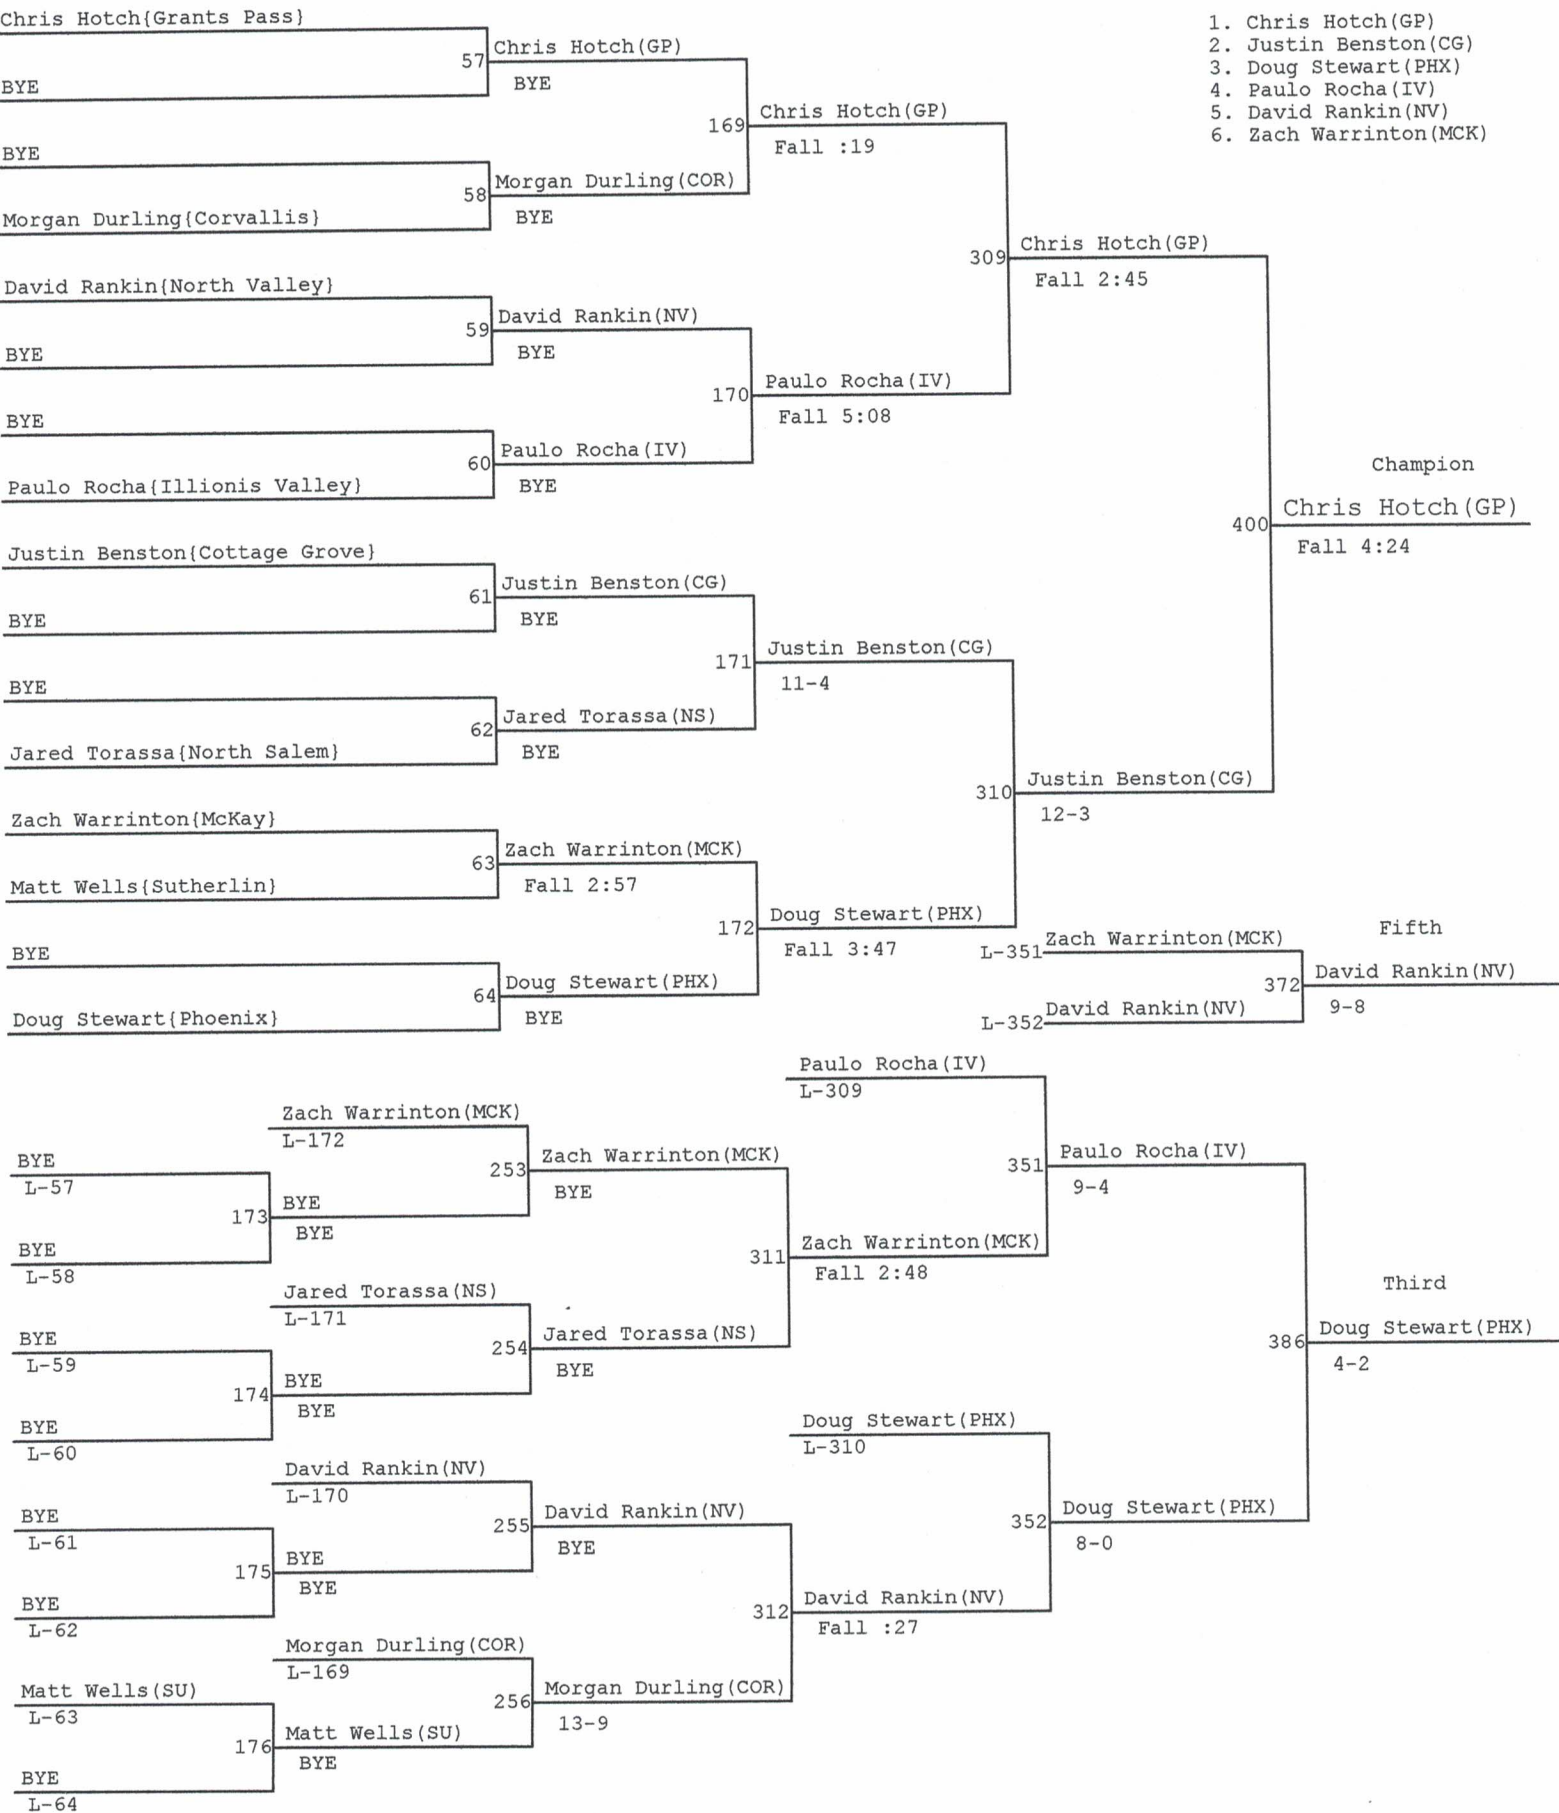 Chris Hotch{Grants Pass}
BYE
57
Chris Hotch(GP)
BYE
BYE
Morgan Durling{Corvallis}
58
Morgan Durling(COR)
BYE
169
Chris Hotch(GP)
Fall :19
David Rankin{North Valley}
BYE
59
David Rankin(NV)
BYE
BYE
Paulo Rocha{Illionis Valley}
60
Paulo Rocha(IV)
BYE
170
Paulo Rocha(IV)
Fall 5:08
309
Chris Hotch(GP)
Fall 2:45
Justin Benston{Cottage Grove}
BYE
61
Justin Benston(CG)
BYE
BYE
Jared Torassa{North Salem}
62
Jared Torassa(NS)
BYE
171
Justin Benston(CG)
11-4
Zach Warrinton{McKay}
Matt Wells{Sutherlin}
63
Zach Warrinton(MCK)
Fall 2:57
BYE
Doug Stewart{Phoenix}
64
Doug Stewart(PHX)
BYE
172
Doug Stewart(PHX)
Fall 3:47
310
Justin Benston(CG)
12-3
400
Champion
Chris Hotch(GP)
Fall 4:24
1. Chris Hotch(GP)
2. Justin Benston(CG)
3. Doug Stewart(PHX)
4. Paulo Rocha(IV)
5. David Rankin(NV)
6. Zach Warrinton(MCK)
Fifth
L-351
Zach Warrinton(MCK)
L-352
David Rankin(NV)
372
David Rankin(NV)
9-8
BYE
L-57
BYE
L-58
173
BYE
BYE
Zach Warrinton(MCK)
L-172
253
Zach Warrinton(MCK)
BYE
BYE
L-59
BYE
L-60
174
BYE
BYE
Jared Torassa(NS)
L-171
254
Jared Torassa(NS)
BYE
311
Zach Warrinton(MCK)
Fall 2:48
Paulo Rocha(IV)
L-309
351
Paulo Rocha(IV)
9-4
BYE
L-61
BYE
L-62
175
BYE
BYE
David Rankin(NV)
L-170
255
David Rankin(NV)
BYE
Matt Wells(SU)
L-63
BYE
L-64
176
Matt Wells(SU)
BYE
Morgan Durling(COR)
L-169
256
Morgan Durling(COR)
13-9
312
David Rankin(NV)
Fall :27
Doug Stewart(PHX)
L-310
352
Doug Stewart(PHX)
8-0
386
Third
Doug Stewart(PHX)
4-2